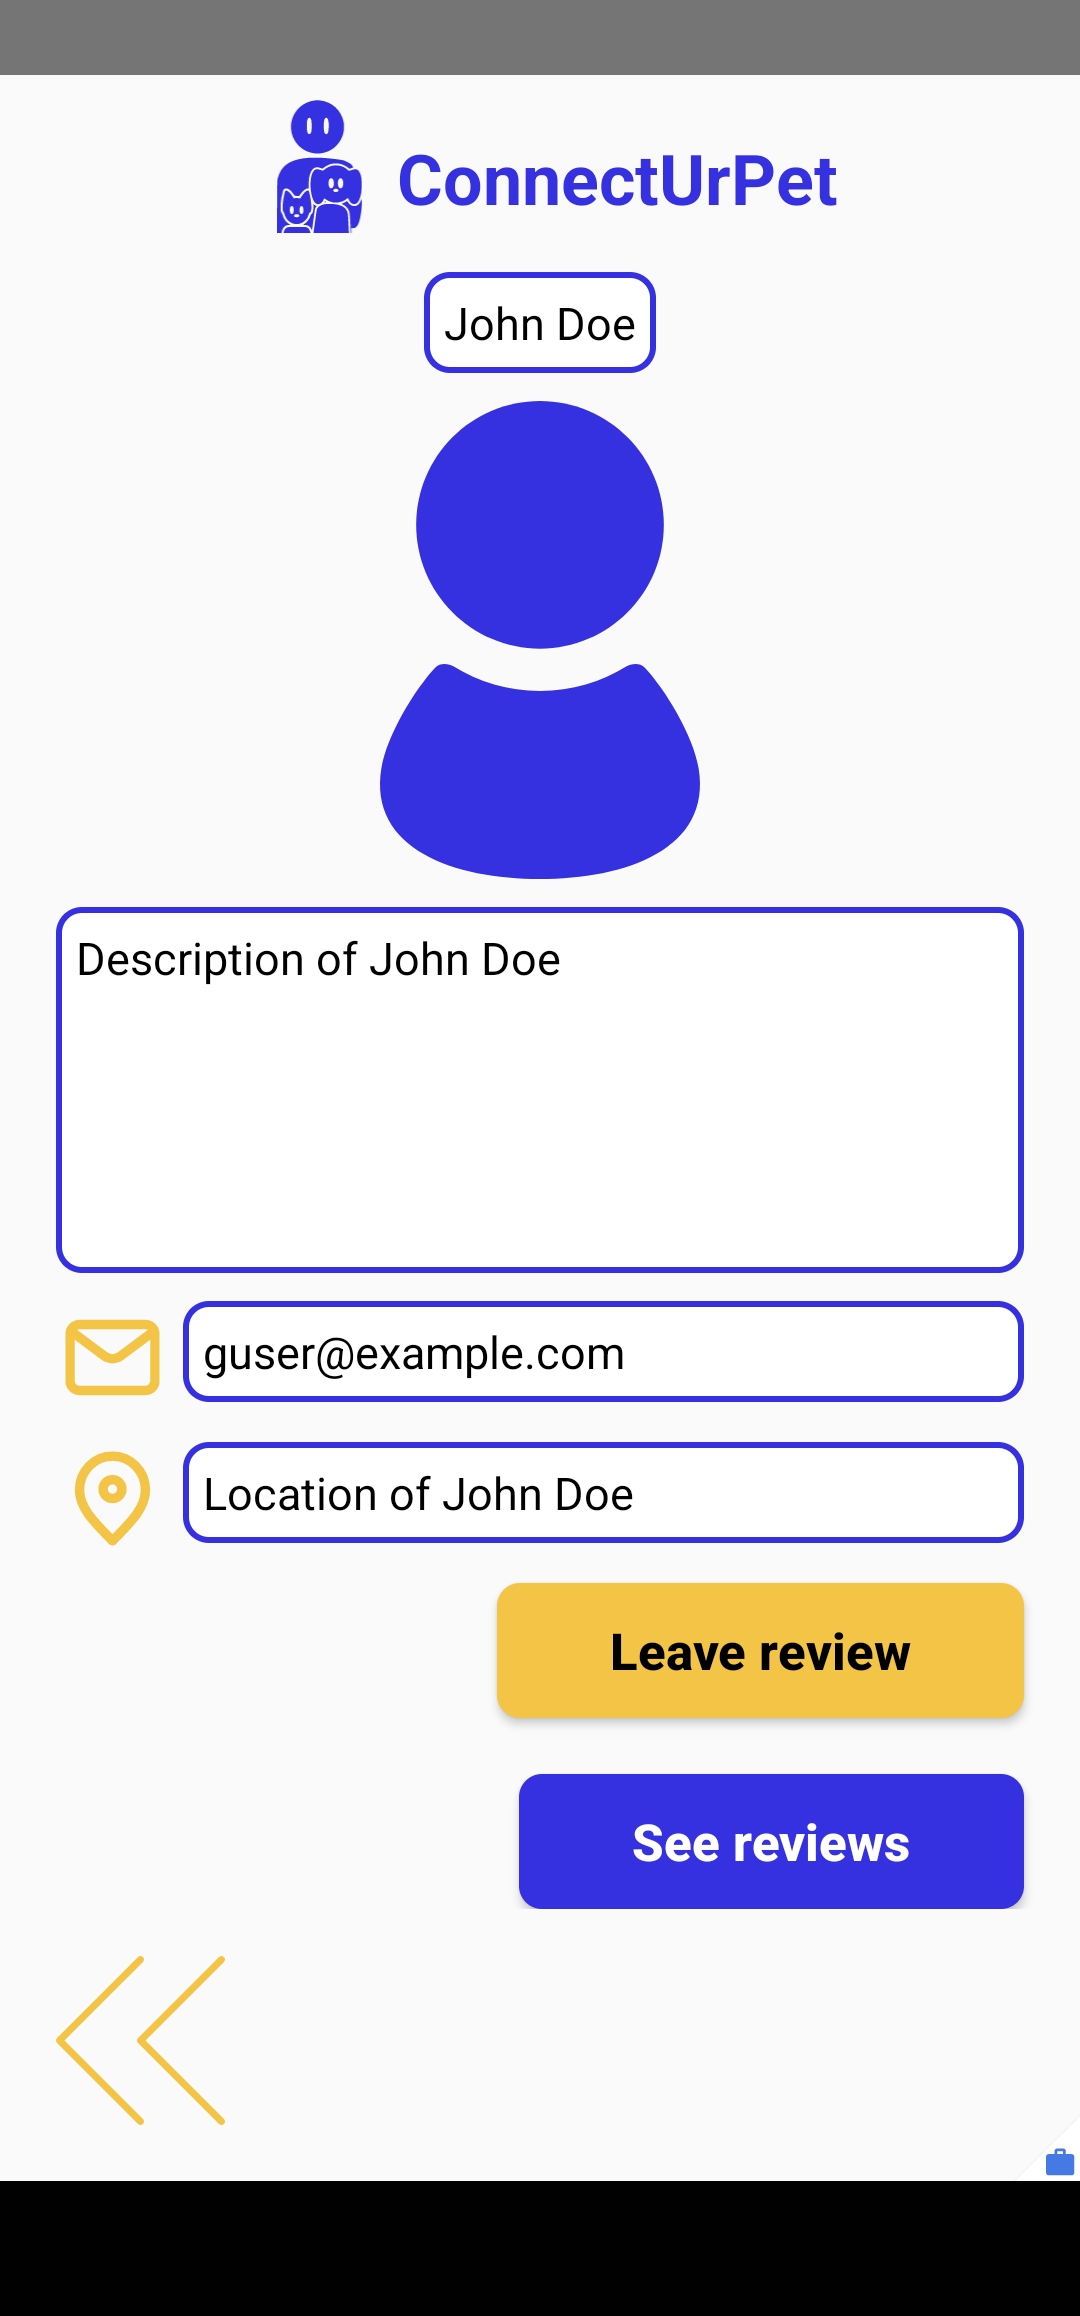 ConnectUrPet
John Doe
Description of John Doe
guser@example.com
Location of John Doe
Leave review
See reviews